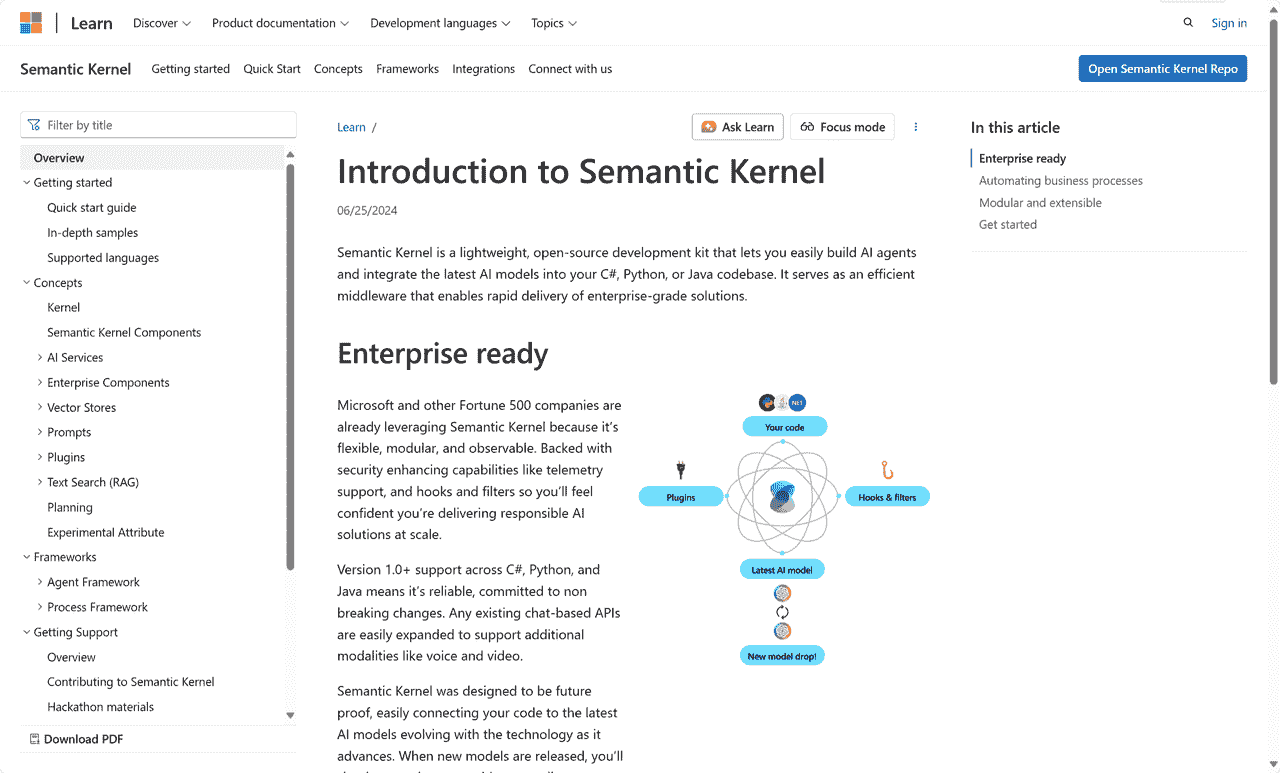 Learn
Discover
Product documentation
Development languages
Topics
Sign in
Semantic Kernel
Getting started
Quick Start
Concepts
Frameworks
Integrations
Connect with us
Open Semantic Kernel Repo
Filter by title
Overview
Getting started
Quick start guide
In-depth samples
Supported languages
Concepts
Kernel
Semantic Kernel Components
AI Services
Enterprise Components
Vector Stores
Prompts
Plugins
Text Search (RAG)
Planning
Experimental Attribute
Frameworks
Agent Framework
Process Framework
Getting Support
Overview
Contributing to Semantic Kernel
Hackathon materials
Download PDF
Learn /
Ask Learn
Focus mode
Introduction to Semantic Kernel
06/25/2024
Semantic Kernel is a lightweight, open-source development kit that lets you easily build AI agents
and integrate the latest AI models into your C#, Python, or Java codebase. It serves as an efficient
middleware that enables rapid delivery of enterprise-grade solutions.
Enterprise ready
Microsoft and other Fortune 500 companies are
already leveraging Semantic Kernel because it’s
flexible, modular, and observable. Backed with
security enhancing capabilities like telemetry
support, and hooks and filters so you’ll feel
confident you’re delivering responsible AI
solutions at scale.
Version 1.0+ support across C#, Python, and
Java means it’s reliable, committed to non
breaking changes. Any existing chat-based APIs
are easily expanded to support additional
modalities like voice and video.
Semantic Kernel was designed to be future
proof, easily connecting your code to the latest
AI models evolving with the technology as it
advances. When new models are released, you’ll
.NET
Your code
Plugins
Hooks & filters
Latest AI model
New model drop!
In this article
Enterprise ready
Automating business processes
Modular and extensible
Get started